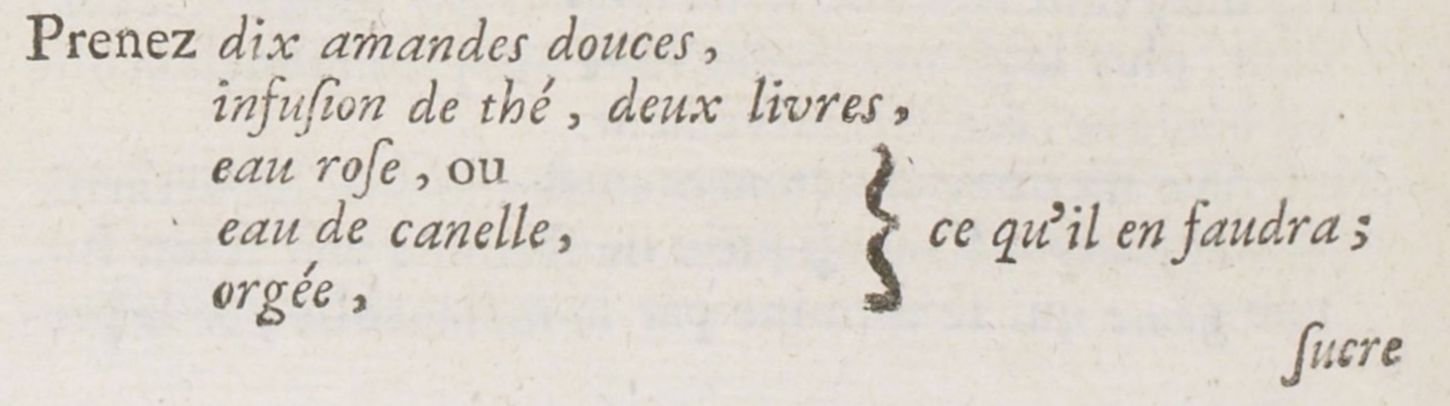 Prenez dix amandes douces,
infuſion de thé, deux livres,
eau roſe, ou
eau de canelle,
ce qu'il en faudra;
orgée,
ſucre